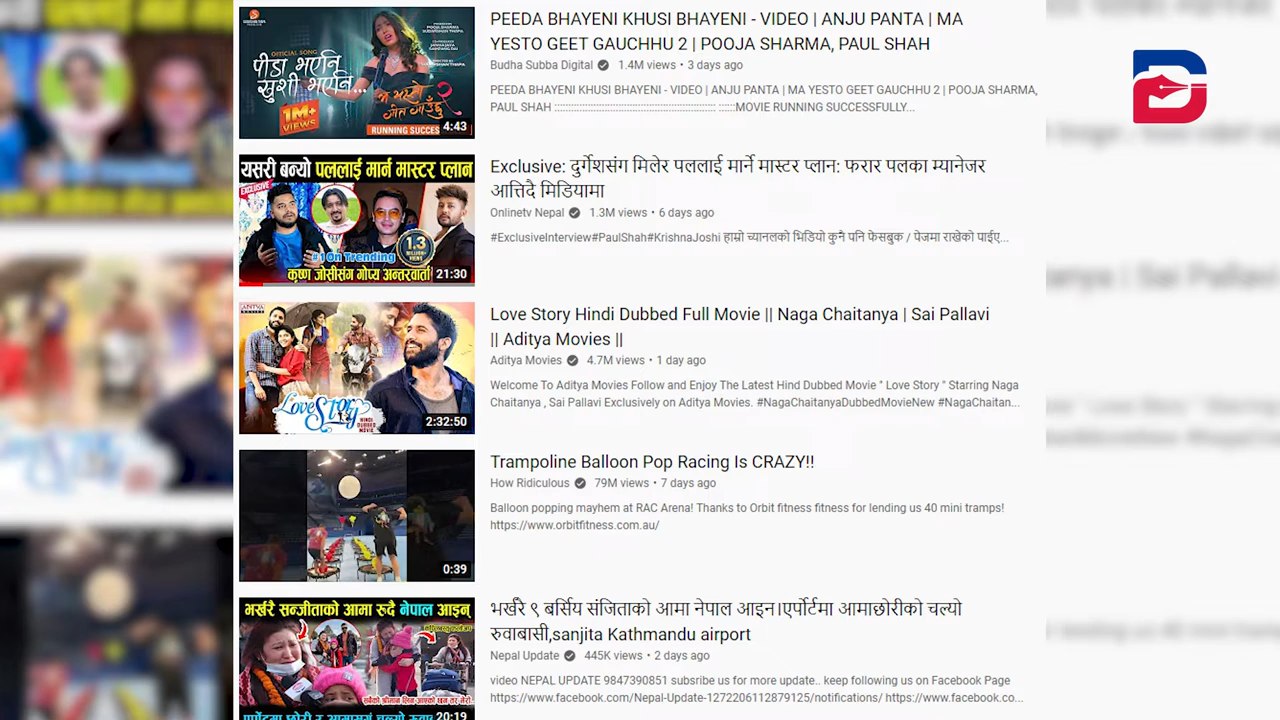 SUDARSHAN THAPA
OFFICIAL SONG
पीडा भएनि
खुशी भएनि...
म यस्तो
गीत गाउँछु २
1M+
VIEWS
RUNNING SUCCES
4:43
PEEDA BHAYENI KHUSI BHAYENI - VIDEO | ANJU PANTA | MA
YESTO GEET GAUCHHU 2 | POOJA SHARMA, PAUL SHAH
Budha Subba Digital 1.4M views • 3 days ago
PEEDA BHAYENI KHUSI BHAYENI - VIDEO | ANJU PANTA | MA YESTO GEET GAUCHHU 2 | POOJA SHARMA,
PAUL SHAH :::::::::::::::::::::::::::::::::::::::::::::::::::::: ::::::MOVIE RUNNING SUCCESSFULLY...
यसरी बन्यो पललाई मार्न मास्टर प्लान
EXCLUSIVE
1.3
#1 On Trending
कृष्ण जोसीसंग गोप्य अन्तरवार्ता
21:30
Exclusive: दुर्गेशसंग मिलेर पललाई मार्ने मास्टर प्लान: फरार पलका म्यानेजर
आत्तिदै मिडियामा
Onlinetv Nepal 1.3M views • 6 days ago
#ExclusiveInterview#PaulShah#KrishnaJoshi हाम्रो च्यानलको भिडियो कुनै पनि फेसबुक / पेजमा राखेको पाईए...
ADITYA
MOVIES
Love Story
HINDI
DUBBED
MOVIE
2:32:50
Love Story Hindi Dubbed Full Movie || Naga Chaitanya | Sai Pallavi
|| Aditya Movies ||
Aditya Movies 4.7M views • 1 day ago
Welcome To Aditya Movies Follow and Enjoy The Latest Hind Dubbed Movie " Love Story " Starring Naga
Chaitanya , Sai Pallavi Exclusively on Aditya Movies. #NagaChaitanyaDubbedMovieNew #NagaChaitan...
0:39
Trampoline Balloon Pop Racing Is CRAZY!!
How Ridiculous 79M views • 7 days ago
Balloon popping mayhem at RAC Arena! Thanks to Orbit fitness fitness for lending us 40 mini tramps!
https://www.orbitfitness.com.au/
भर्खरै सन्जीताको आमा रुदै नेपाल आइन्
20:19
भर्खरै ९ बर्सिय संजिताको आमा नेपाल आइन।एर्पोर्टमा आमाछोरीको चल्यो
रुवाबासी,sanjita Kathmandu airport
Nepal Update 445K views • 2 days ago
video NEPAL UPDATE 9847390851 subsribe us for more update.. keep following us on Facebook Page
https://www.facebook.com/Nepal-Update-1272206112879125/notifications/ https://www.facebook.co...